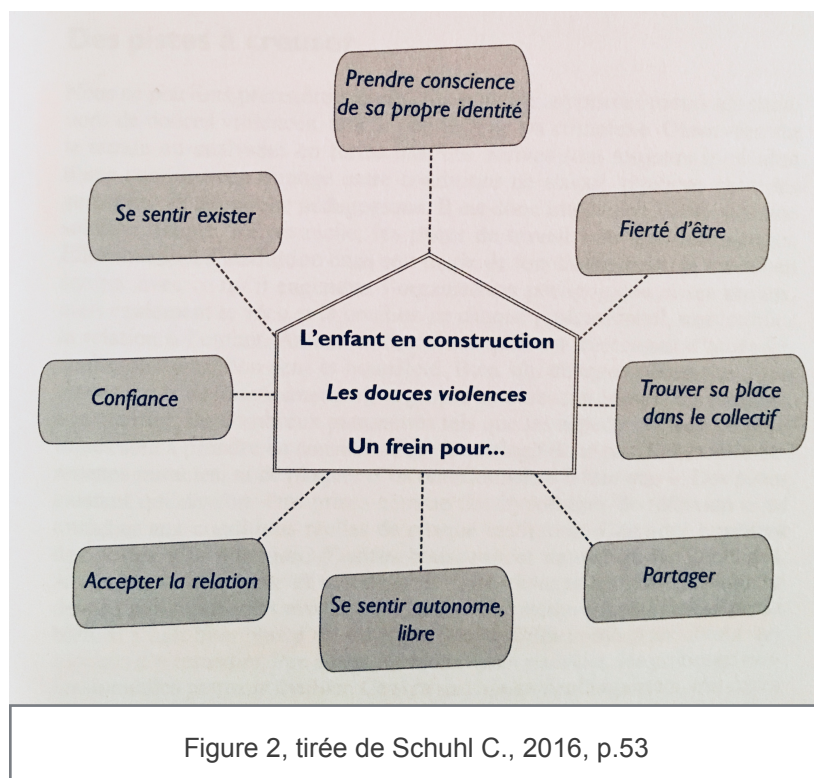 Prendre conscience
de sa propre identité
Se sentir exister
Fierté d'être
L'enfant en construction
Les douces violences
Un frein pour...
Confiance
Trouver sa place
dans le collectif
Accepter la relation
Se sentir autonome,
libre
Partager
Figure 2, tirée de Schuhl C., 2016, p.53